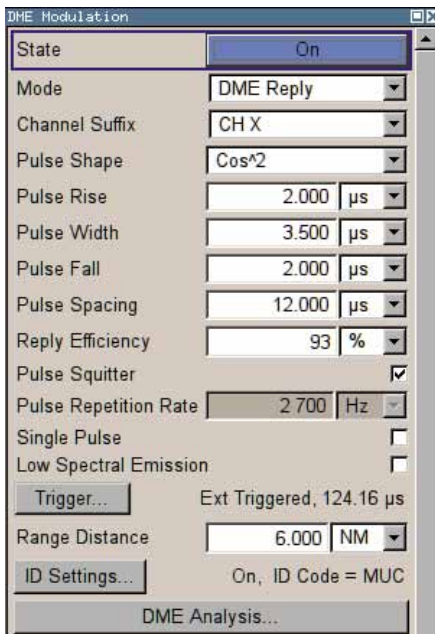 DME Modulation
State On
Mode DME Reply
Channel Suffix CH X
Pulse Shape Cos^2
Pulse Rise 2.000 µs
Pulse Width 3.500 µs
Pulse Fall 2.000 µs
Pulse Spacing 12.000 µs
Reply Efficiency 93 %
Pulse Squitter
Pulse Repetition Rate 2 700 Hz
Single Pulse
Low Spectral Emission
Trigger... Ext Triggered, 124.16 µs
Range Distance 6.000 NM
ID Settings... On, ID Code = MUC
DME Analysis...